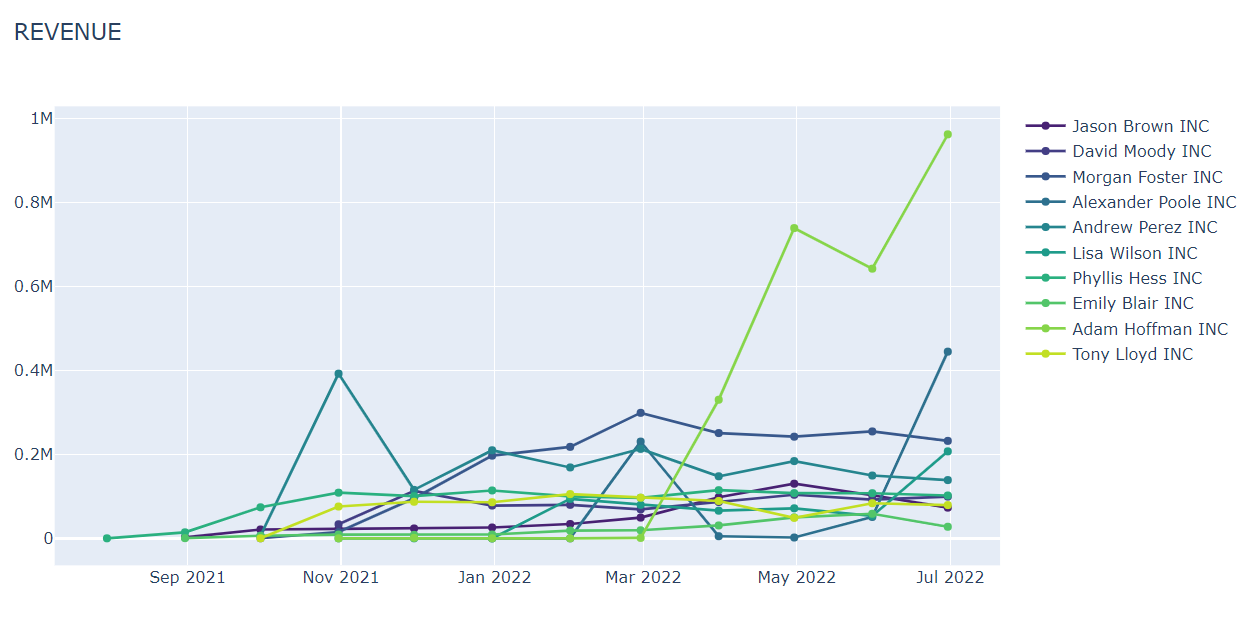 REVENUE
1M
0.8M
0.6M
0.4M
0.2M
0
Sep 2021
Nov 2021
Jan 2022
Mar 2022
May 2022
Jul 2022
Jason Brown INC
David Moody INC
Morgan Foster INC
Alexander Poole INC
Andrew Perez INC
Lisa Wilson INC
Phyllis Hess INC
Emily Blair INC
Adam Hoffman INC
Tony Lloyd INC